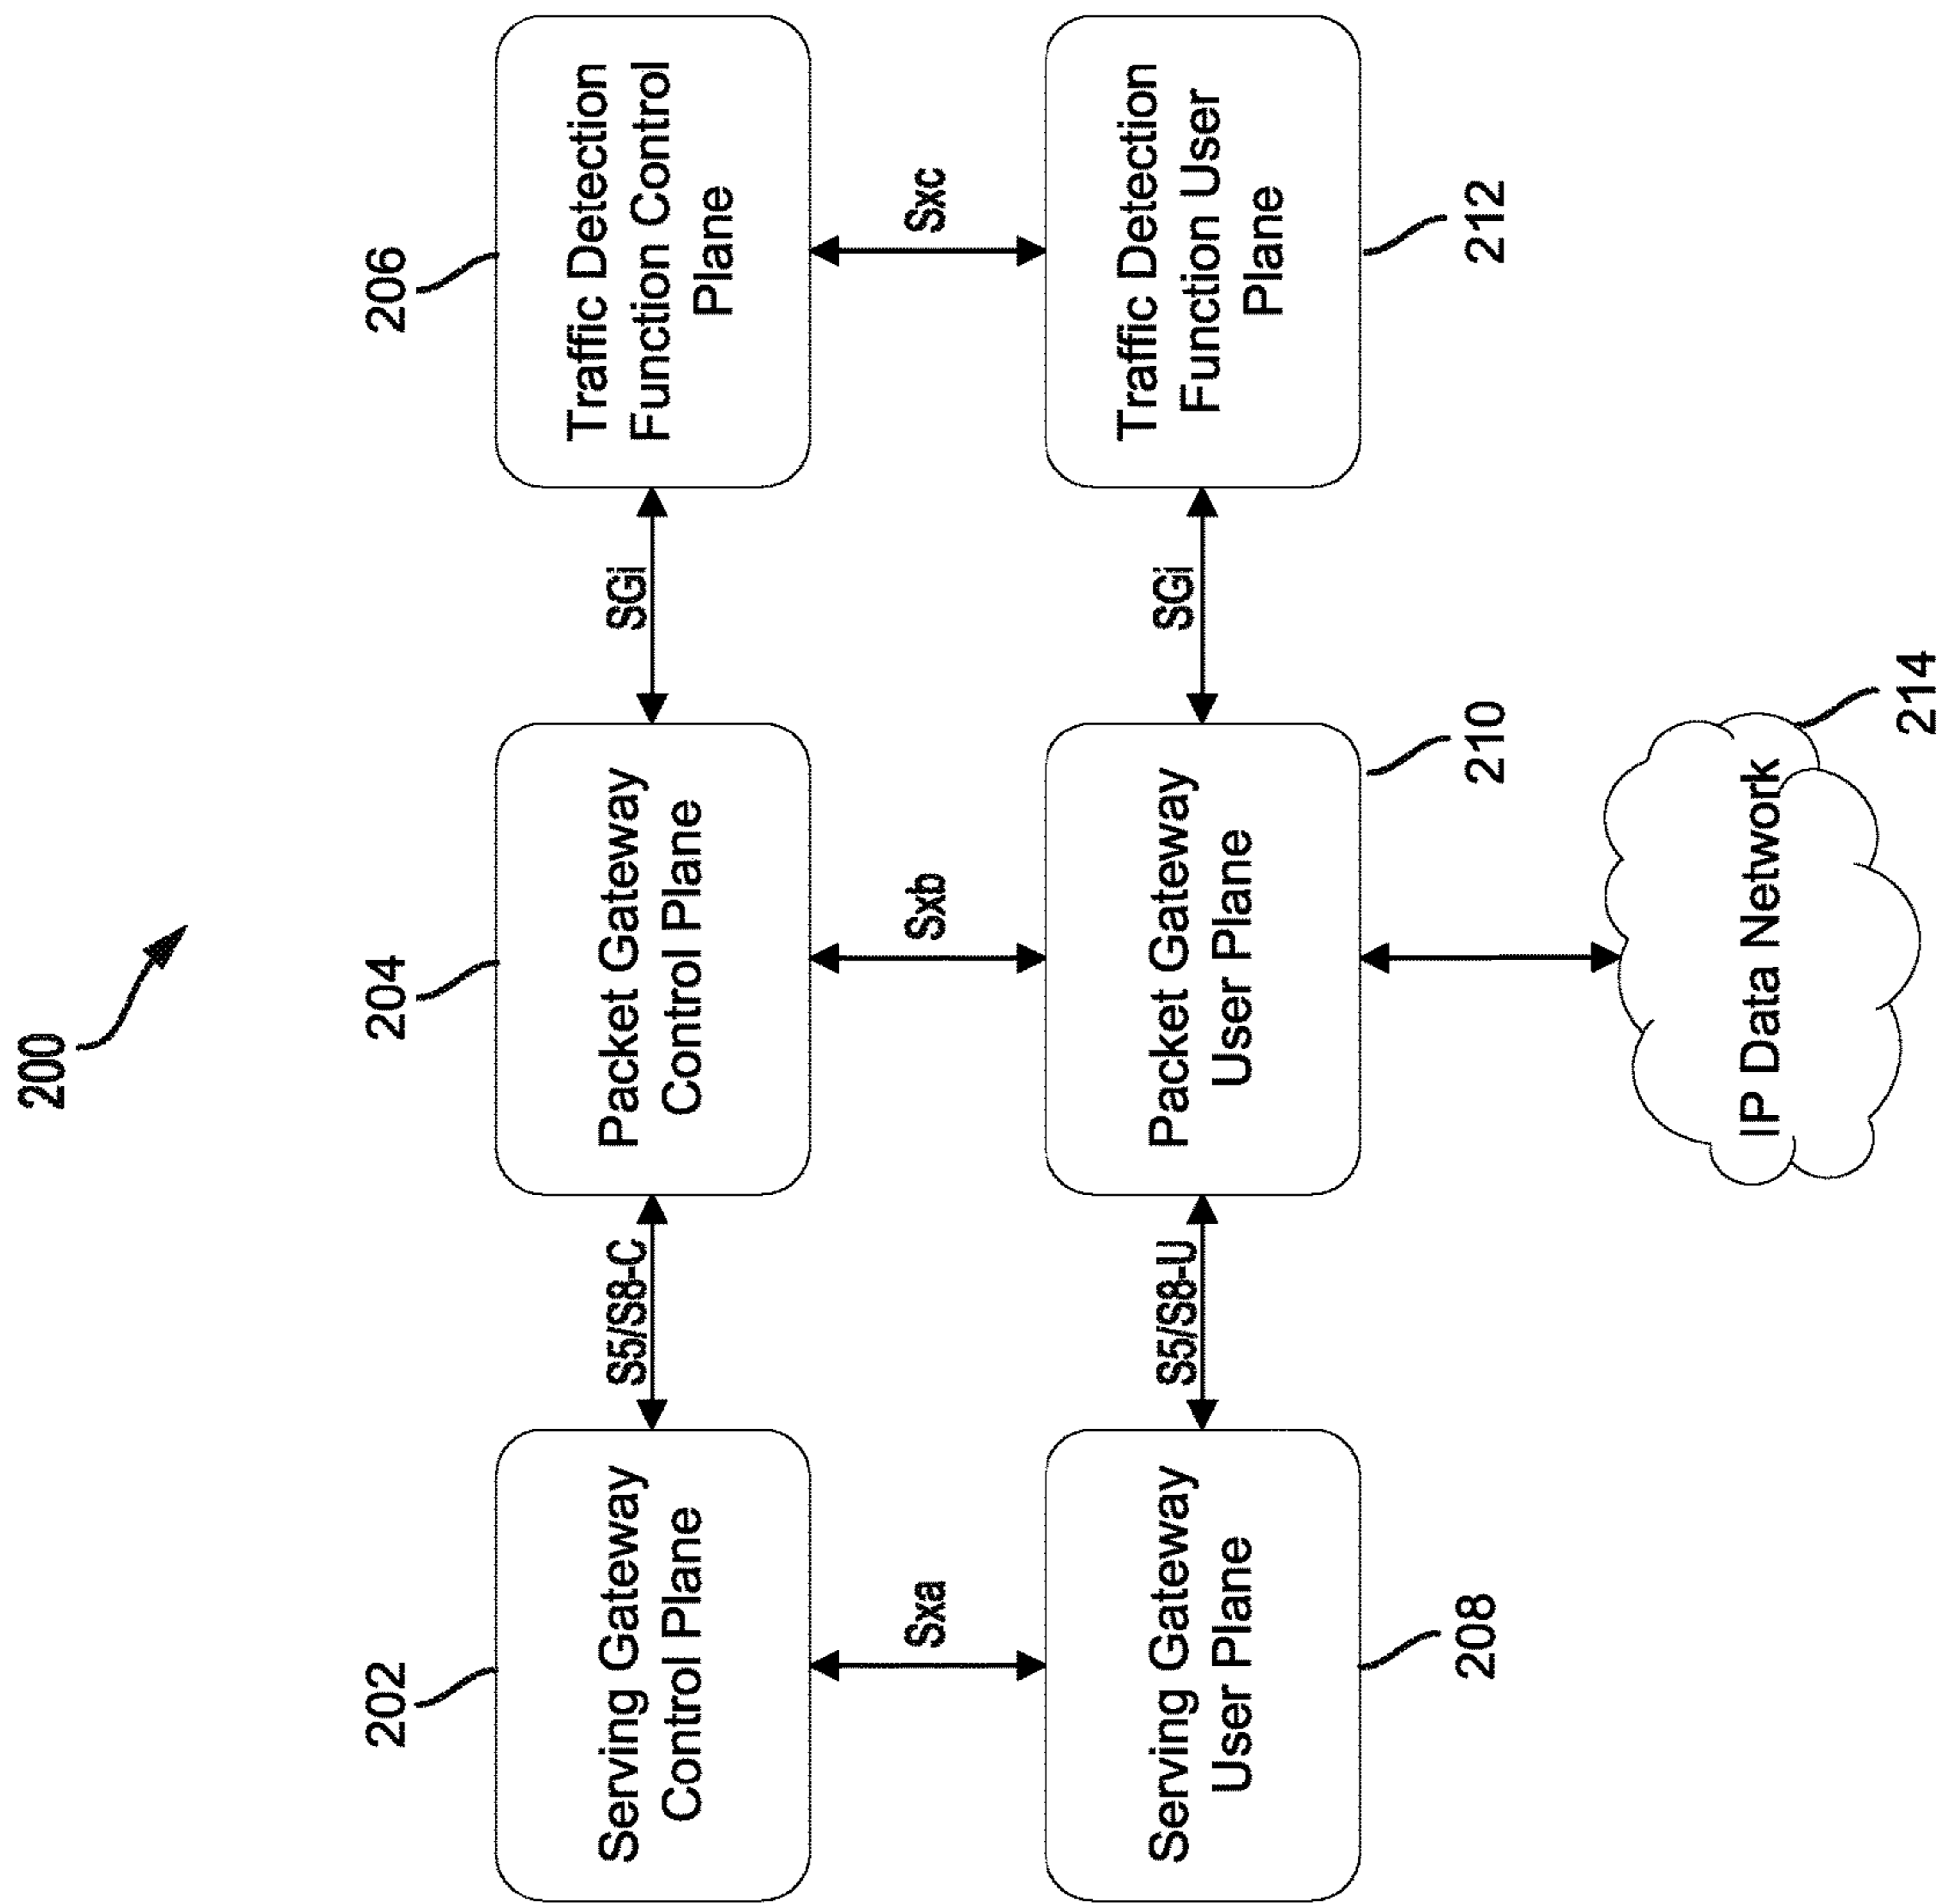 200
202
204
206
Serving Gateway
Control Plane
S5/S8-C
Packet Gateway
Control Plane
SGi
Traffic Detection
Function Control
Plane
Sxa
Sxb
Sxc
Serving Gateway
User Plane
S5/S8-U
Packet Gateway
User Plane
SGi
Traffic Detection
Function User
Plane
208
210
212
IP Data Network
214